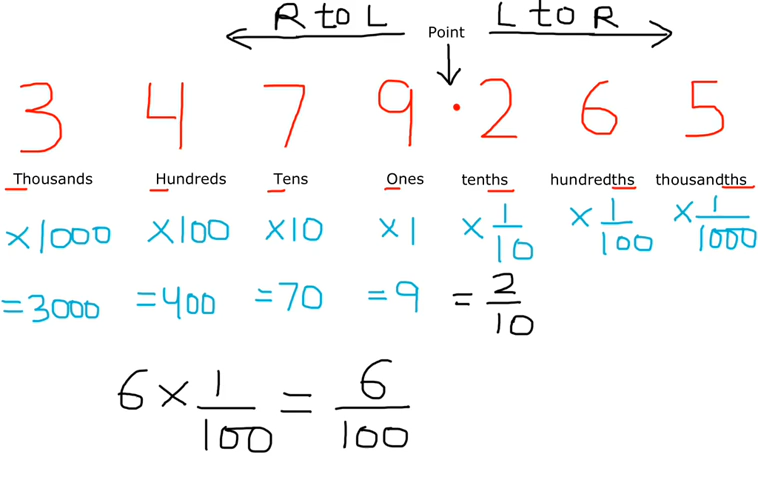 R to L Point L to R
3 4 7 9 . 2 6 5
Thousands Hundreds Tens Ones tenths hundredths thousandths
×1000 ×100 ×10 ×1 ×1/10 ×1/100 ×1/1000
=3000 =400 =70 =9 =2/10
6×1/100=6/100